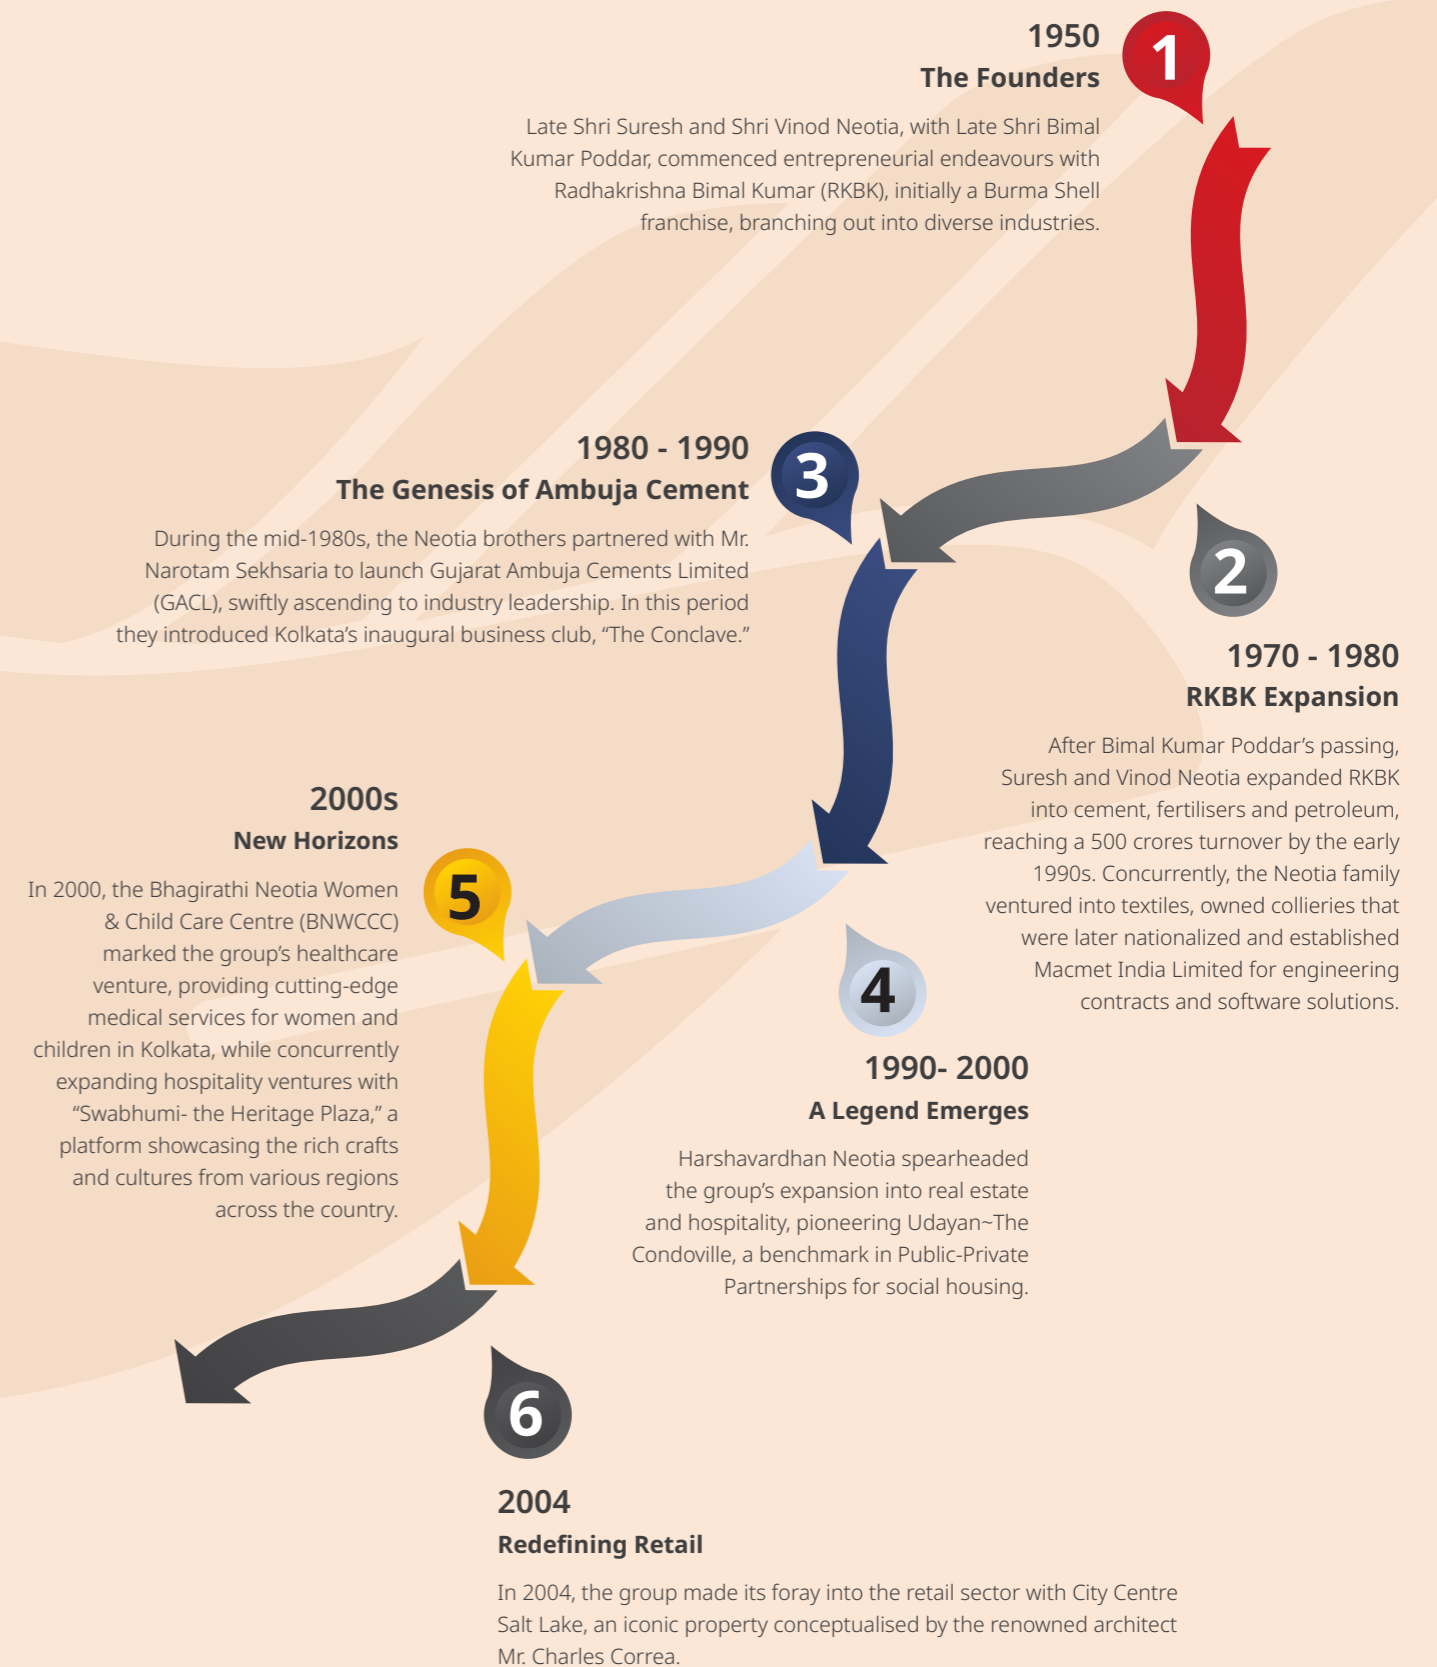 1
1950
The Founders
Late Shri Suresh and Shri Vinod Neotia, with Late Shri Bimal
Kumar Poddar, commenced entrepreneurial endeavours with
Radhakrishna Bimal Kumar (RKBK), initially a Burma Shell
franchise, branching out into diverse industries.
2
1970 - 1980
RKBK Expansion
After Bimal Kumar Poddar’s passing,
Suresh and Vinod Neotia expanded RKBK
into cement, fertilisers and petroleum,
reaching a 500 crores turnover by the early
1990s. Concurrently, the Neotia family
ventured into textiles, owned collieries that
were later nationalized and established
Macmet India Limited for engineering
contracts and software solutions.
3
1980 - 1990
The Genesis of Ambuja Cement
During the mid-1980s, the Neotia brothers partnered with Mr.
Narotam Sekhsaria to launch Gujarat Ambuja Cements Limited
(GACL), swiftly ascending to industry leadership. In this period
they introduced Kolkata’s inaugural business club, “The Conclave.”
4
1990- 2000
A Legend Emerges
Harshavardhan Neotia spearheaded
the group’s expansion into real estate
and hospitality, pioneering Udayan~The
Condoville, a benchmark in Public-Private
Partnerships for social housing.
5
2000s
New Horizons
In 2000, the Bhagirathi Neotia Women
& Child Care Centre (BNWCCC)
marked the group’s healthcare
venture, providing cutting-edge
medical services for women and
children in Kolkata, while concurrently
expanding hospitality ventures with
“Swabhumi- the Heritage Plaza,” a
platform showcasing the rich crafts
and cultures from various regions
across the country.
6
2004
Redefining Retail
In 2004, the group made its foray into the retail sector with City Centre
Salt Lake, an iconic property conceptualised by the renowned architect
Mr. Charles Correa.